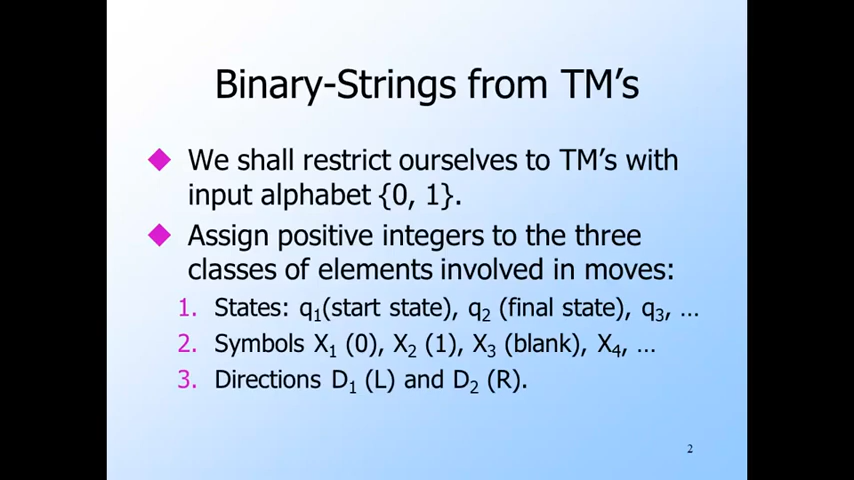 Binary-Strings from TM's
We shall restrict ourselves to TM's with
input alphabet {0, 1}.
Assign positive integers to the three
classes of elements involved in moves:
1. States: q₁(start state), q₂ (final state), q₃, …
2. Symbols X₁ (0), X₂ (1), X₃ (blank), X₄, …
3. Directions D₁ (L) and D₂ (R).
2